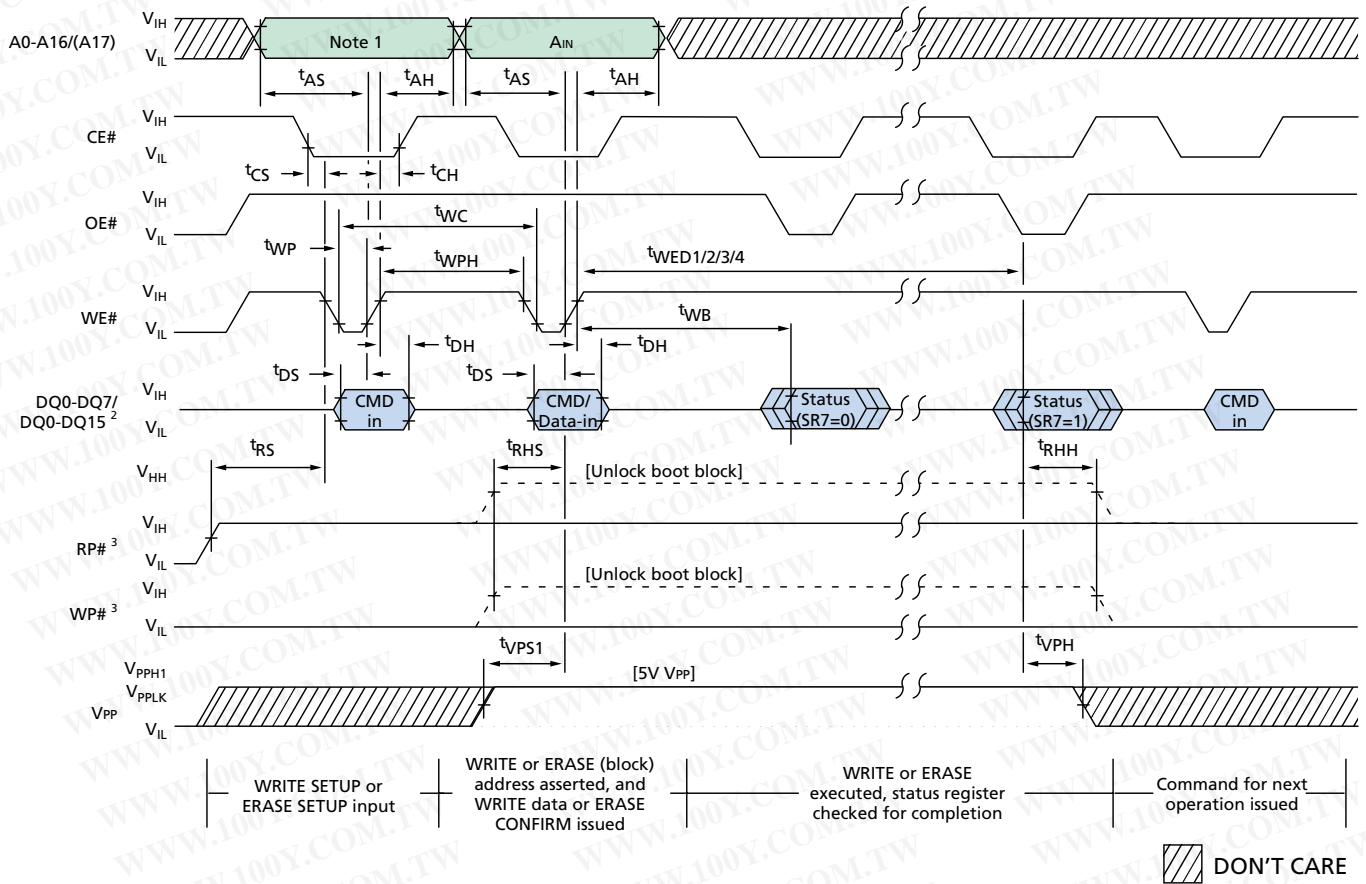 A0-A16/(A17)
VIH
VIL
Note 1
AIN
tAS
tAH
tAS
tAH
CE#
VIH
VIL
tCS
tCH
OE#
VIH
VIL
tWC
tWP
tWPH
tWED1/2/3/4
WE#
VIH
VIL
tWB
tDH
tDH
tDS
tDS
DQ0-DQ7/
DQ0-DQ15 2
VIH
VIL
CMD
in
CMD/
Data-in
Status
(SR7=0)
Status
(SR7=1)
CMD
in
tRS
tRHS
tRHH
[Unlock boot block]
VHH
VIH
RP# 3
VIL
[Unlock boot block]
VIH
WP# 3
VIL
tVPS1
tVPH
VPPH1
VPPLK
VPP
VIL
[5V VPP]
WRITE SETUP or
ERASE SETUP input
WRITE or ERASE (block)
address asserted, and
WRITE data or ERASE
CONFIRM issued
WRITE or ERASE
executed, status register
checked for completion
Command for next
operation issued
DON'T CARE
WWW.100Y.COM.TW